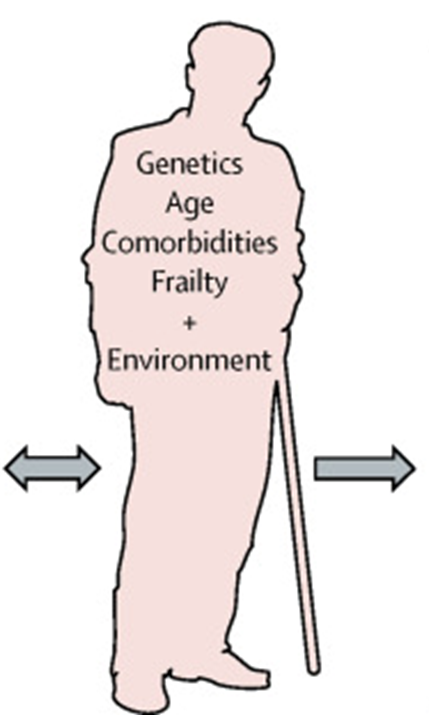 Genetics
Age
Comorbidities
Frailty
+
Environment